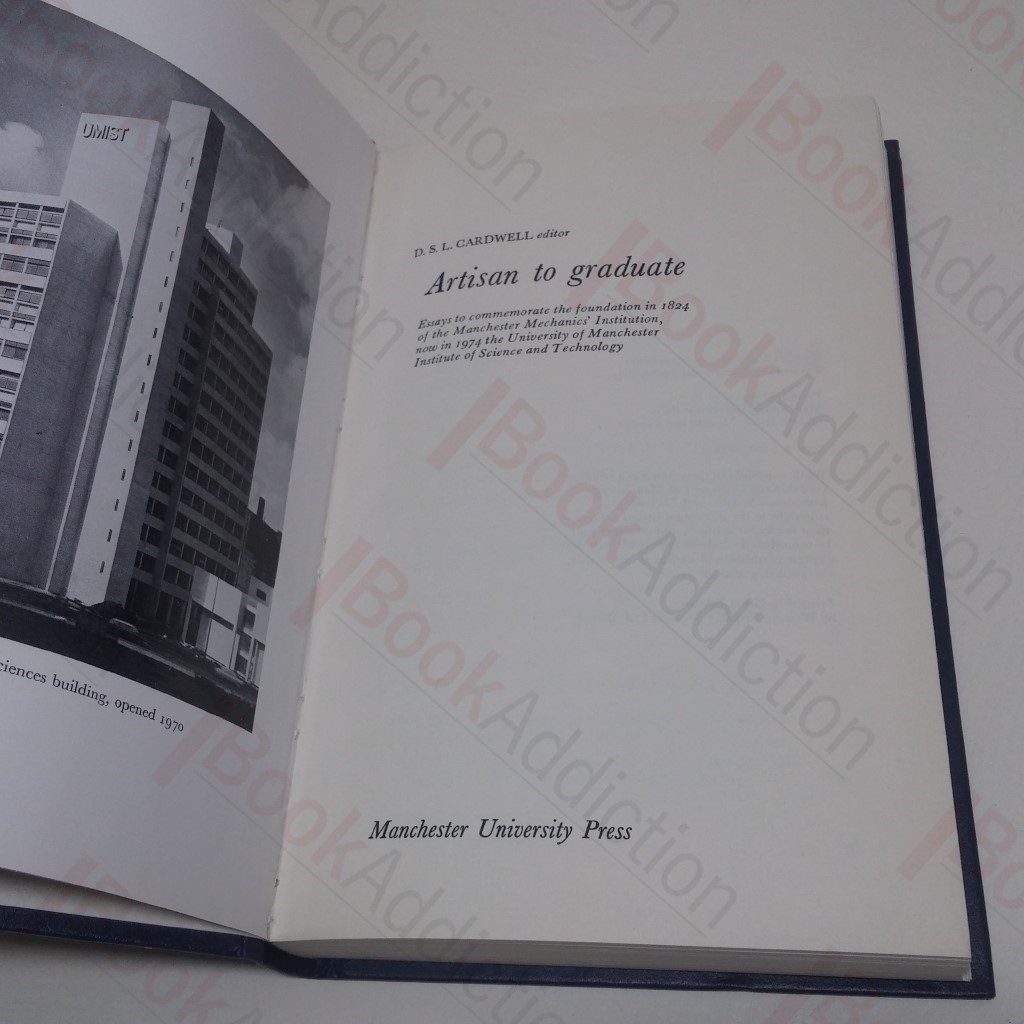 UMIST
ciences building, opened 1970
D. S. L. CARDWELL editor
Artisan to graduate
Essays to commemorate the foundation in 1824
of the Manchester Mechanics' Institution,
now in 1974 the University of Manchester
Institute of Science and Technology
Manchester University Press
BookAddiction